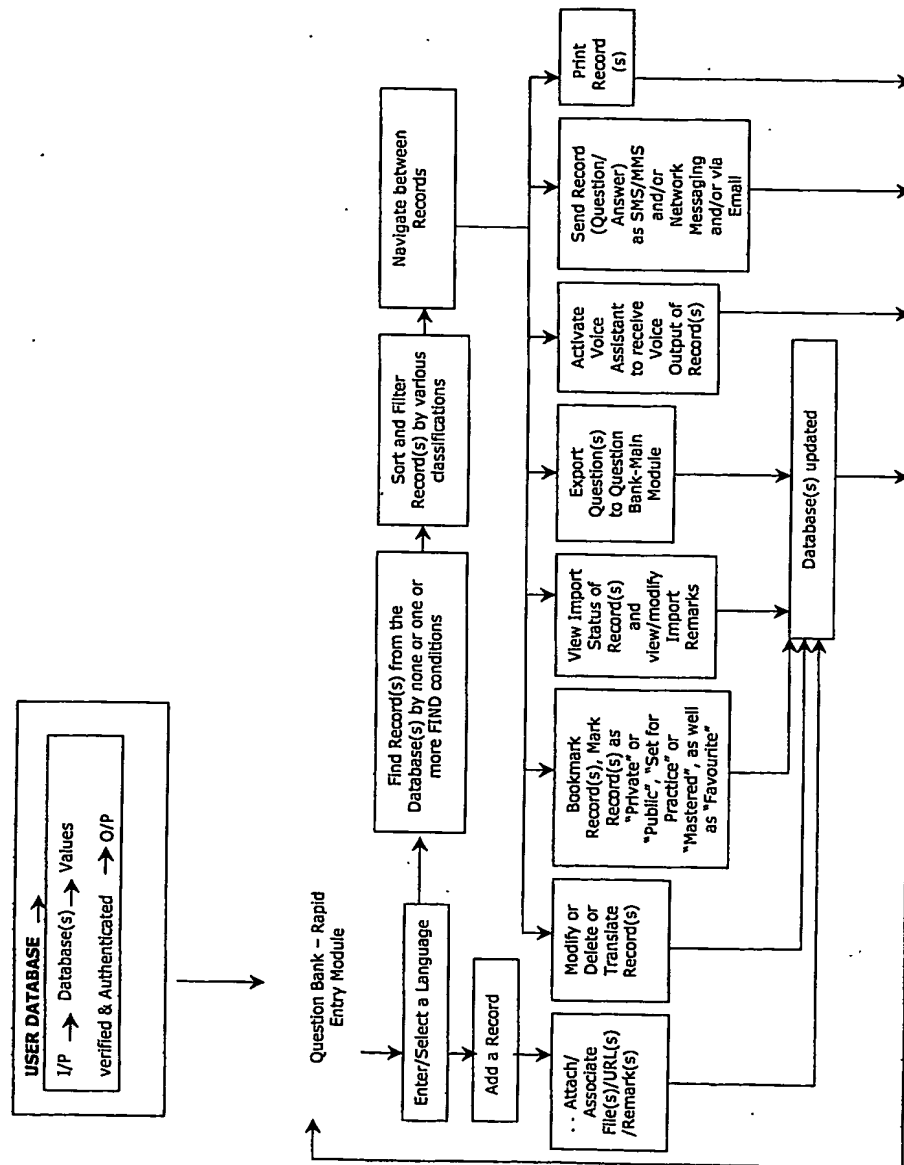 USER DATABASE
I/P Database(s) Values
verified & Authenticated O/P
Question Bank – Rapid
Entry Module
Enter/Select a Language
Add a Record
Attach/
Associate
File(s)/URL(s)
/Remark(s)
Find Record(s) from the
Database(s) by none or one or
more FIND conditions
Sort and Filter
Record(s) by various
classifications
Navigate between
Records
Modify or
Delete or
Translate
Record(s)
Bookmark
Record(s), Mark
Record(s) as
"Private" or
"Public", "Set for
Practice" or
"Mastered", as well
as "Favourite"
View Import
Status of
Record(s)
and
view/modify
Import
Remarks
Export
Question(s)
to Question
Bank-Main
Module
Activate
Voice
Assistant
to receive
Voice
Output of
Record(s)
Send Record
(Question/
Answer)
as SMS/MMS
and/or
Network
Messaging
and/or via
Email
Print
Record
(s)
Database(s) updated